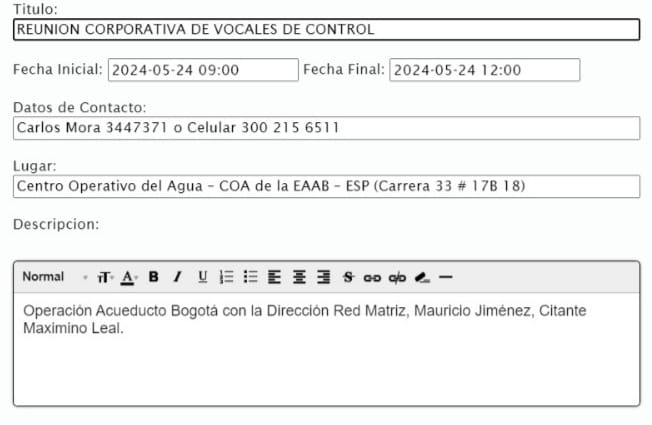 Titulo:
REUNION CORPORATIVA DE VOCALES DE CONTROL
Fecha Inicial: 2024-05-24 09:00 Fecha Final: 2024-05-24 12:00
Datos de Contacto:
Carlos Mora 3447371 o Celular 300 215 6511
Lugar:
Centro Operativo del Agua - COA de la EAAB - ESP (Carrera 33 # 17B 18)
Descripcion:
Normal
Operación Acueducto Bogotá con la Dirección Red Matriz, Mauricio Jiménez, Citante
Maximino Leal.